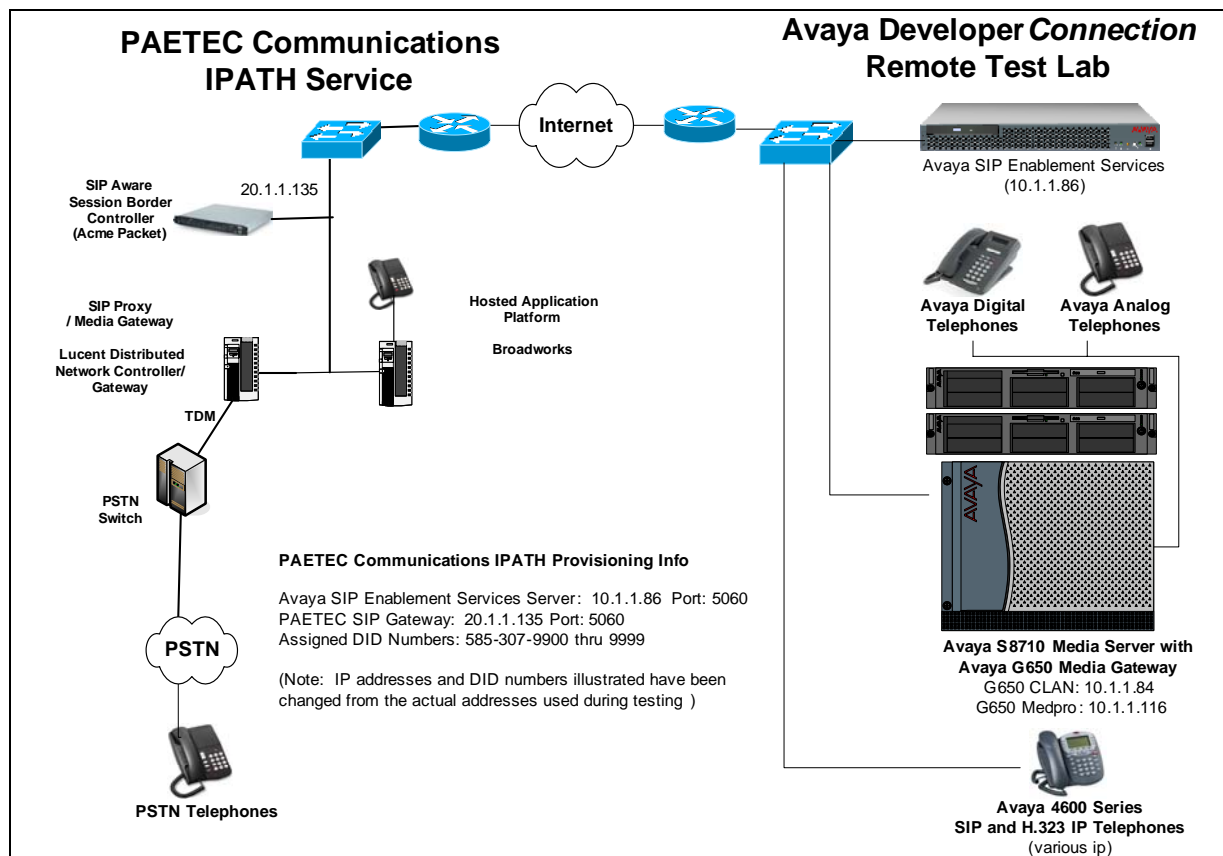 PAETEC Communications
IPATH Service
Avaya Developer Connection
Remote Test Lab
Internet
AVAYA
Avaya SIP Enablement Services
(10.1.1.86)
SIP Aware
Session Border
Controller
(Acme Packet)
20.1.1.135
SIP Proxy
/ Media Gateway
Lucent Distributed
Network Controller/
Gateway
Hosted Application
Platform
Broadworks
Avaya Digital
Telephones
Avaya Analog
Telephones
TDM
PSTN
Switch
AVAYA
PAETEC Communications IPATH Provisioning Info
Avaya SIP Enablement Services Server: 10.1.1.86 Port: 5060
PAETEC SIP Gateway: 20.1.1.135 Port: 5060
Assigned DID Numbers: 585-307-9900 thru 9999
(Note: IP addresses and DID numbers illustrated have been
changed from the actual addresses used during testing )
PSTN
PSTN Telephones
Avaya S8710 Media Server with
Avaya G650 Media Gateway
G650 CLAN: 10.1.1.84
G650 Medpro: 10.1.1.116
Avaya 4600 Series
SIP and H.323 IP Telephones
(various ip)